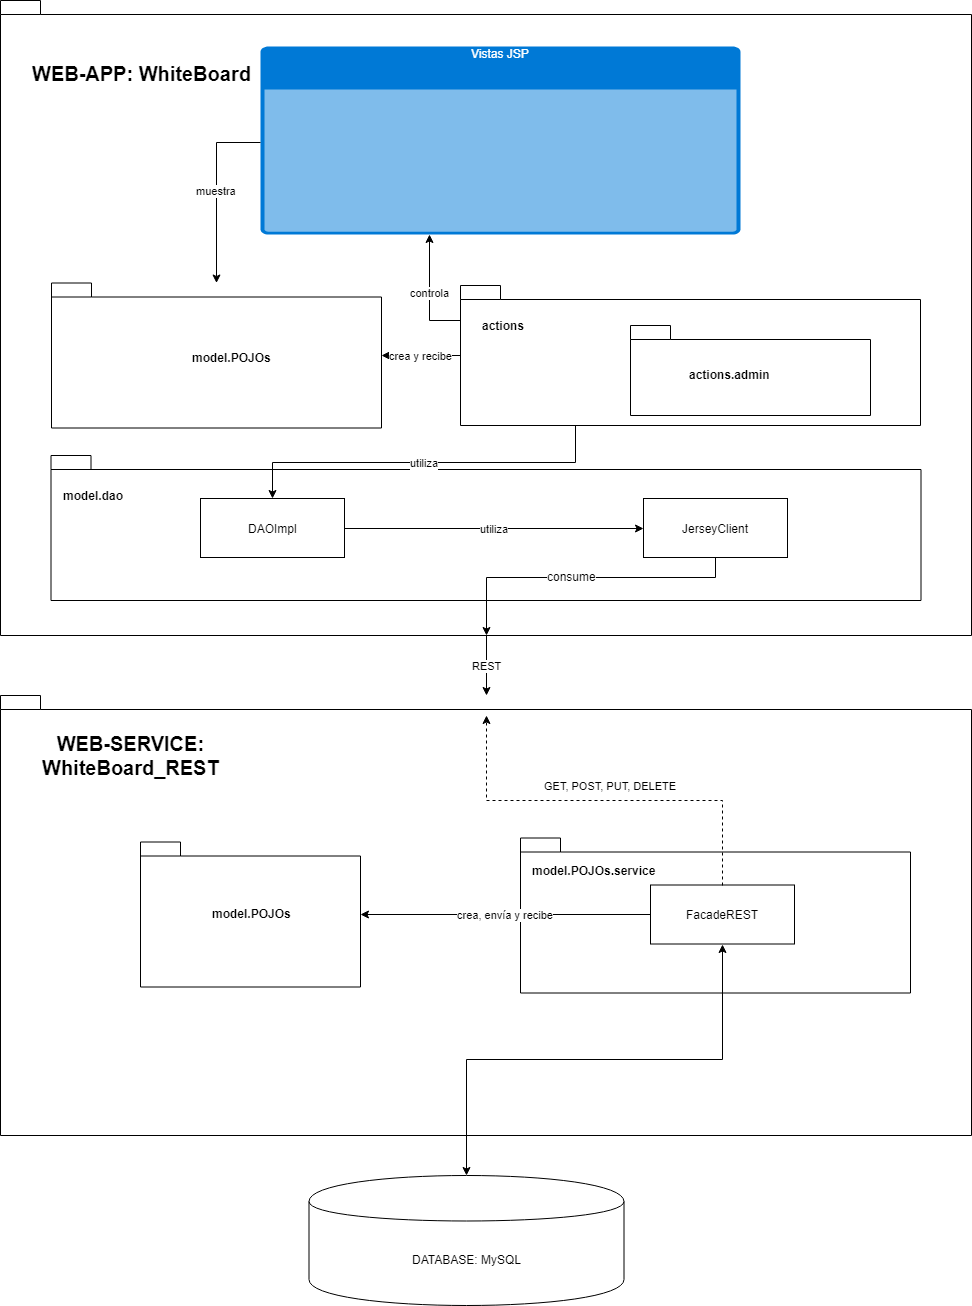 Vistas JSP
WEB-APP: WhiteBoard
muestra
controla
actions
model.POJOs
crea y recibe
actions.admin
utiliza
model.dao
DAOImpl
utiliza
JerseyClient
consume
REST
WEB-SERVICE:
WhiteBoard_REST
GET, POST, PUT, DELETE
model.POJOs.service
model.POJOs
crea, envía y recibe
FacadeREST
DATABASE: MySQL